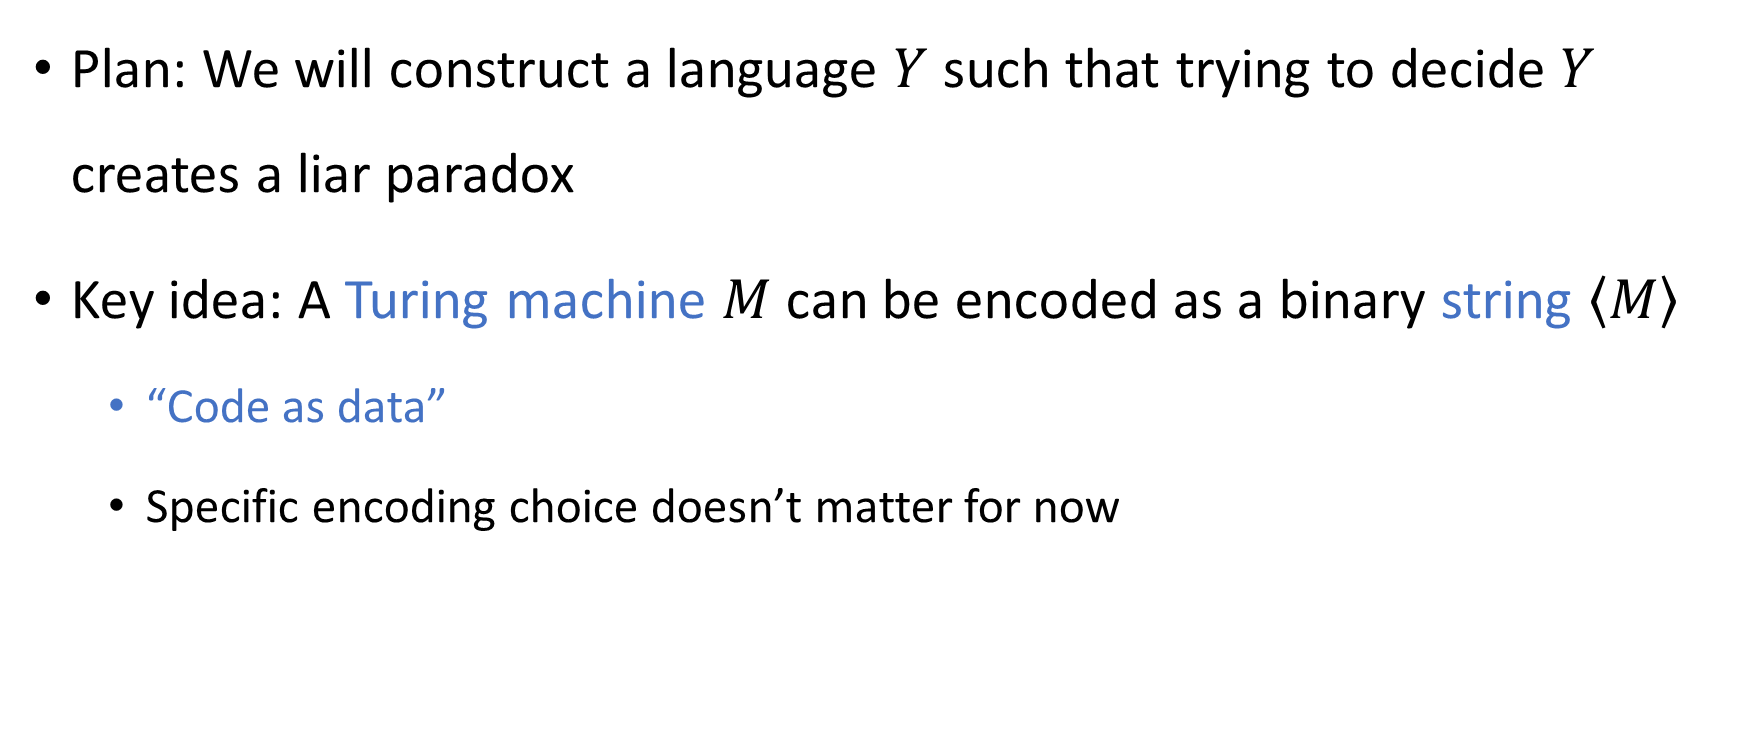 • Plan: We will construct a language Y such that trying to decide Y
creates a liar paradox
• Key idea: A Turing machine M can be encoded as a binary string ⟨M⟩
• “Code as data”
• Specific encoding choice doesn’t matter for now